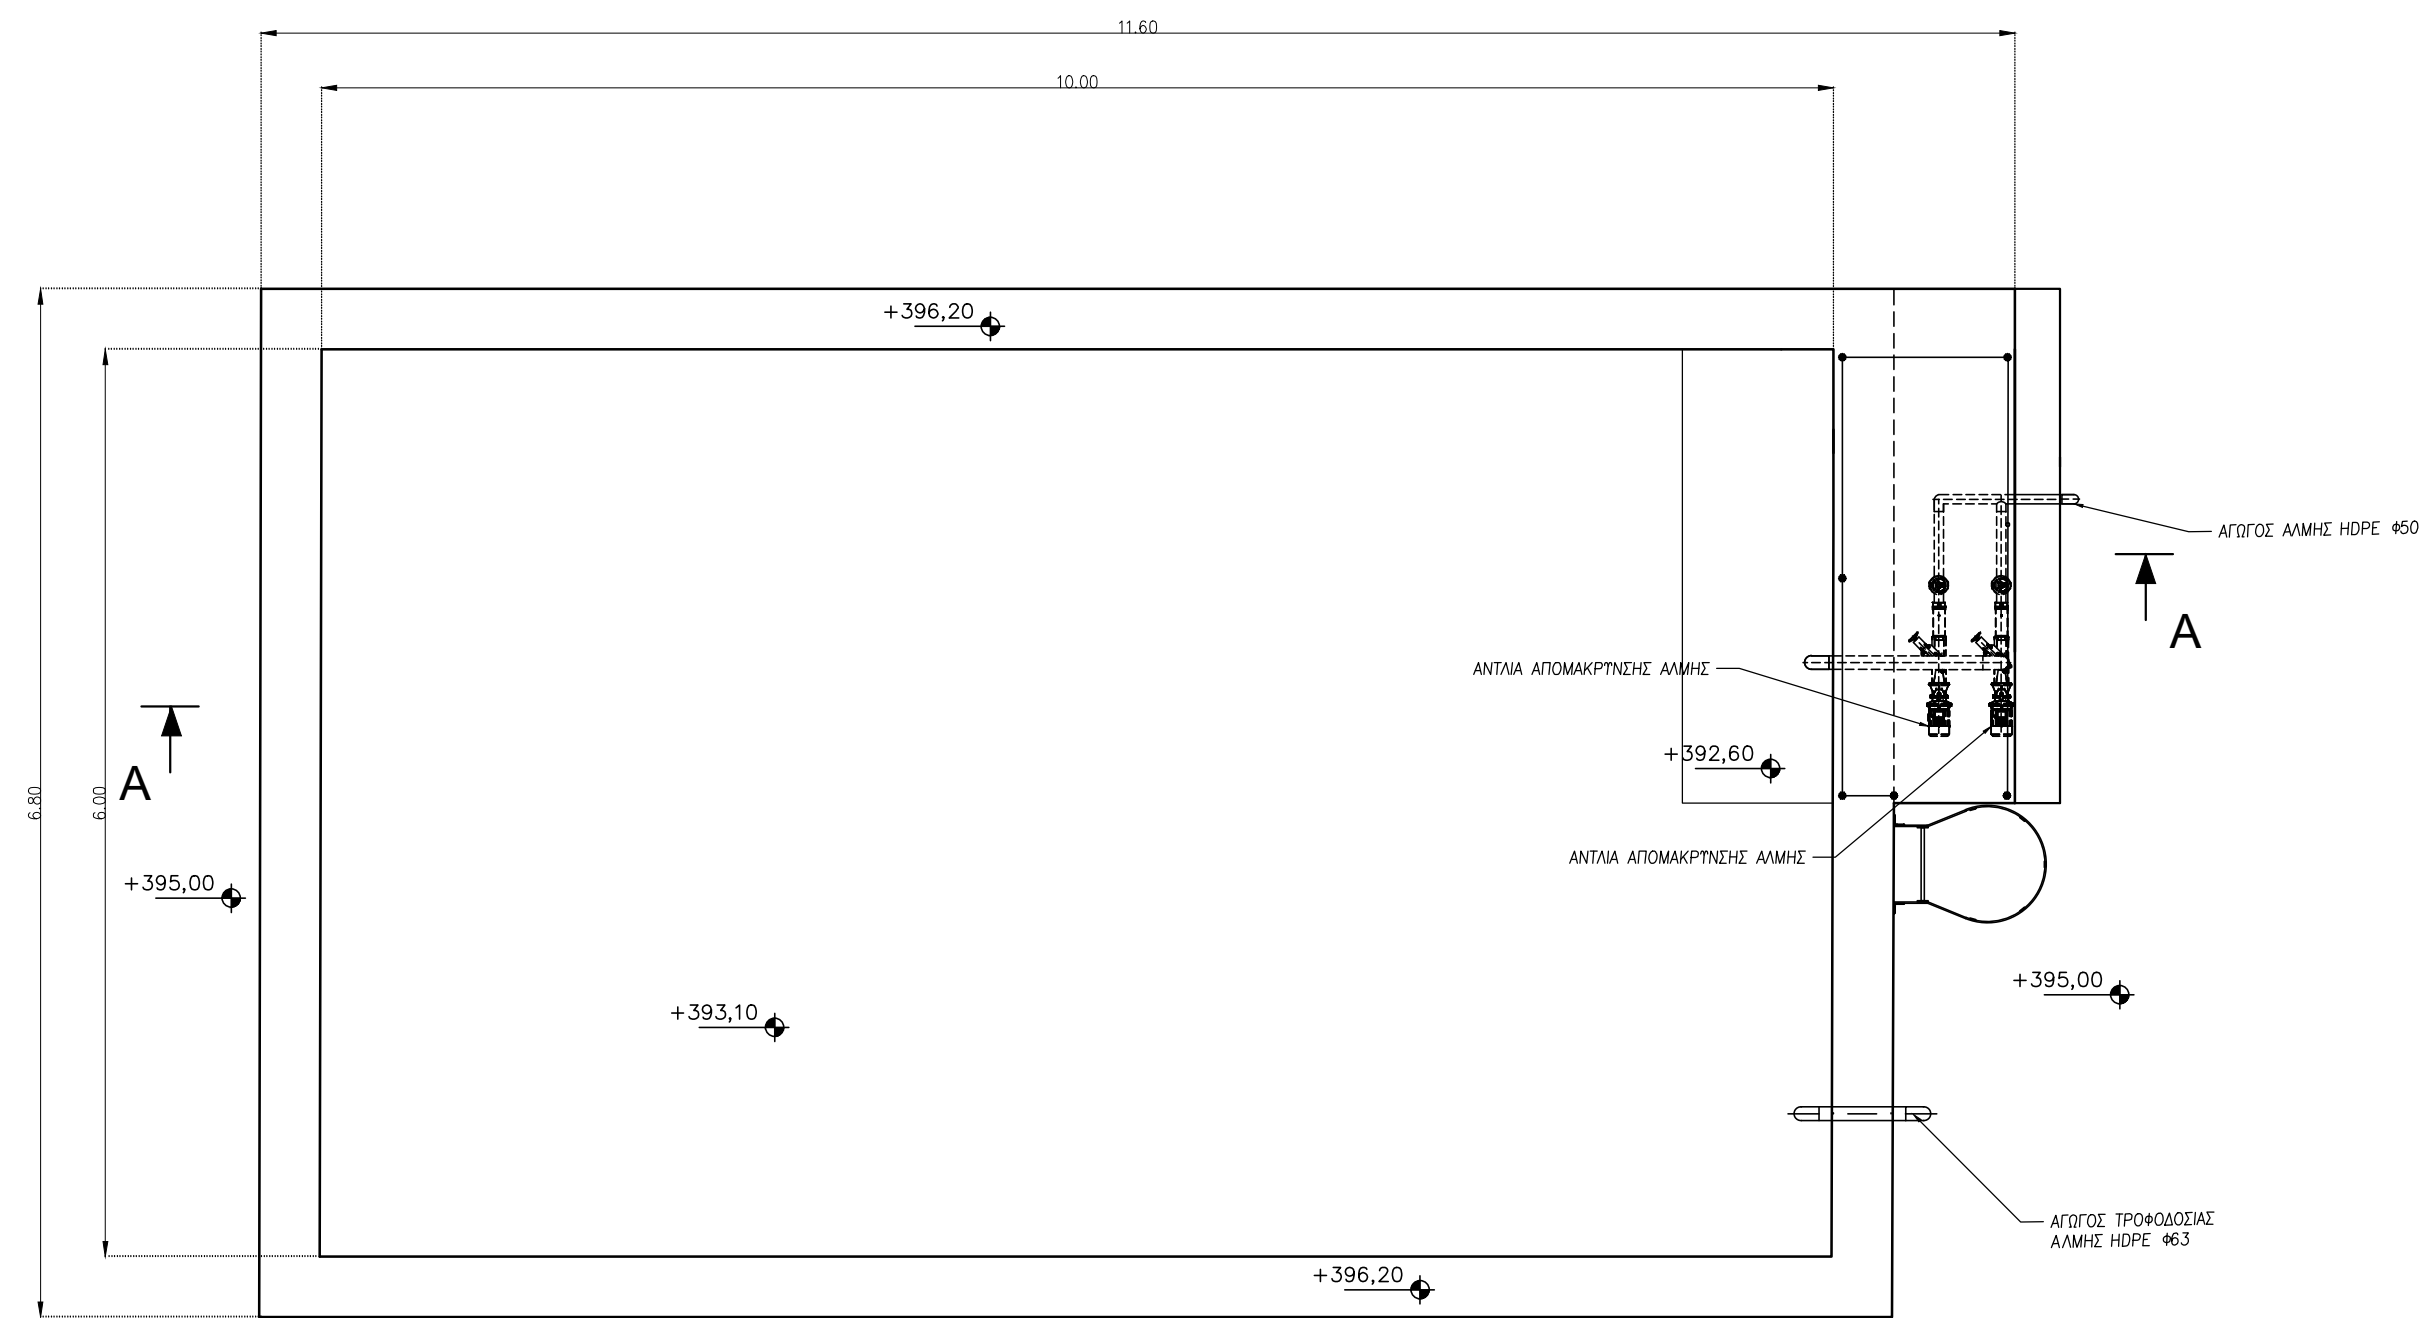 11.60
10.00
+396,20
ΑΓΩΓΟΣ ΑΛΜΗΣ HDPE Φ50
A
ΑΝΤΛΙΑ ΑΠΟΜΑΚΡΥΝΣΗΣ ΑΛΜΗΣ
+392,60
A
6.80
6.00
ΑΝΤΛΙΑ ΑΠΟΜΑΚΡΥΝΣΗΣ ΑΛΜΗΣ
+395,00
+395,00
+393,10
ΑΓΩΓΟΣ ΤΡΟΦΟΔΟΣΙΑΣ
ΑΛΜΗΣ HDPE Φ63
+396,20